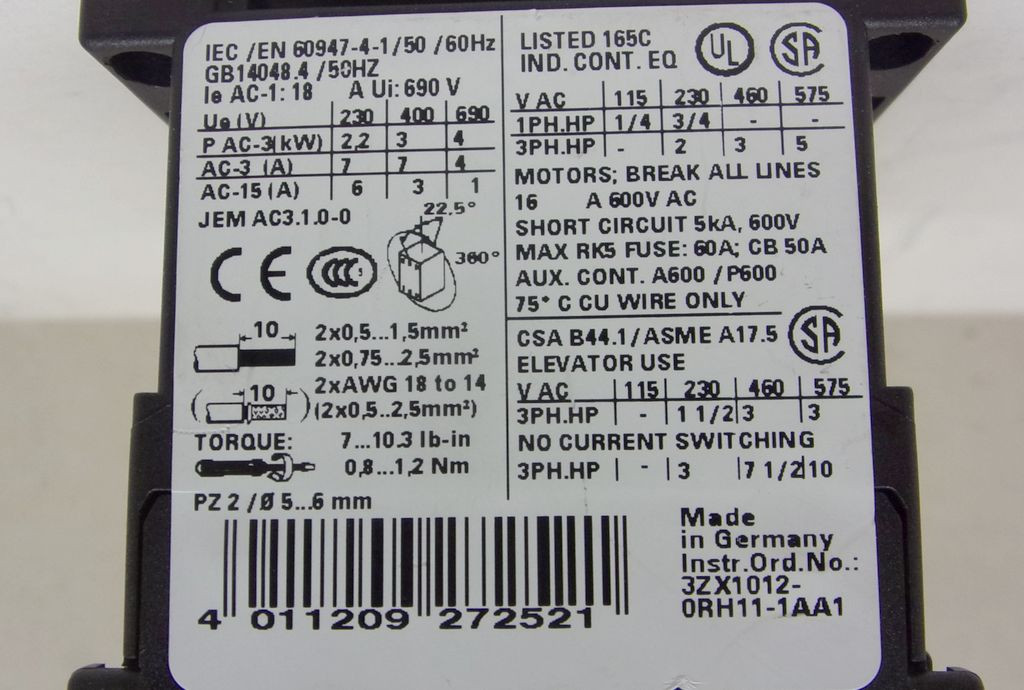 IEC /EN 60947-4-1/50 /60Hz
GB14048.4 /50HZ
Ie AC-1: 18 A Ui: 690 V
Ue (V) 230 400 690
P AC-3(kW) 2,2 3 4
AC-3 (A) 7 7 4
AC-15 (A) 6 3 1
JEM AC3.1.0-0
22.5°
360°
CE CCC S
10 2x0,5...1,5mm²
2x0,75...2,5mm²
2xAWG 18 to 14
10 (2x0,5...2,5mm²)
TORQUE: 7...10.3 lb-in
0,8...1,2 Nm
PZ 2 /Ø 5...6 mm
4 011209 272521
LISTED 165C UL SA
IND. CONT. EQ
V AC 115 230 460 575
1PH.HP 1/4 3/4 - -
3PH.HP - 2 3 5
MOTORS; BREAK ALL LINES
16 A 600V AC
SHORT CIRCUIT 5kA, 600V
MAX RK5 FUSE: 60A; CB 50A
AUX. CONT. A600 /P600
75° C CU WIRE ONLY
CSA B44.1/ASME A17.5 SA
ELEVATOR USE
V AC 115 230 460 575
3PH.HP - 1 1/2 3 3
NO CURRENT SWITCHING
3PH.HP - 3 7 1/2 10
Made
in Germany
Instr.Ord.No.:
3ZX1012-
0RH11-1AA1